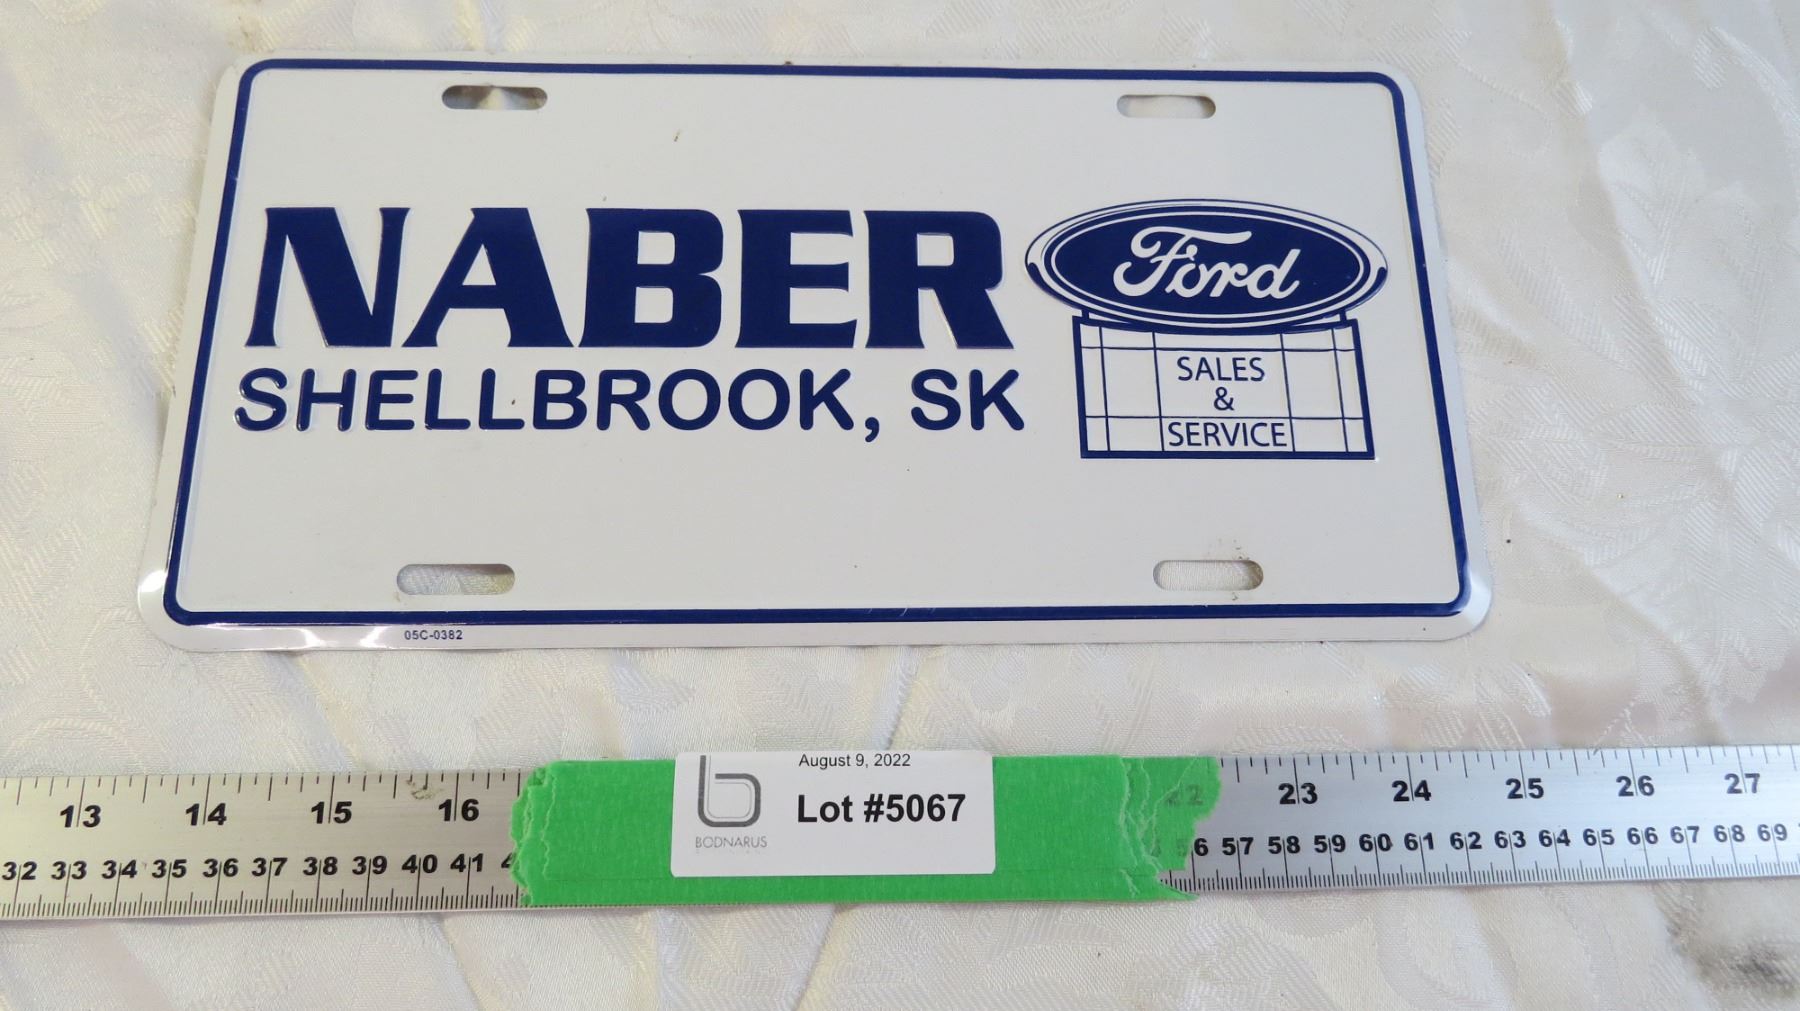 NABER
SHELLBROOK, SK
Ford
SALES
&
SERVICE
05C-0382
August 9, 2022
Lot #5067
BODNARUS
13 14 15 16 22 23 24 25 26 27
32 33 34 35 36 37 38 39 40 41 56 57 58 59 60 61 62 63 64 65 66 67 68 69